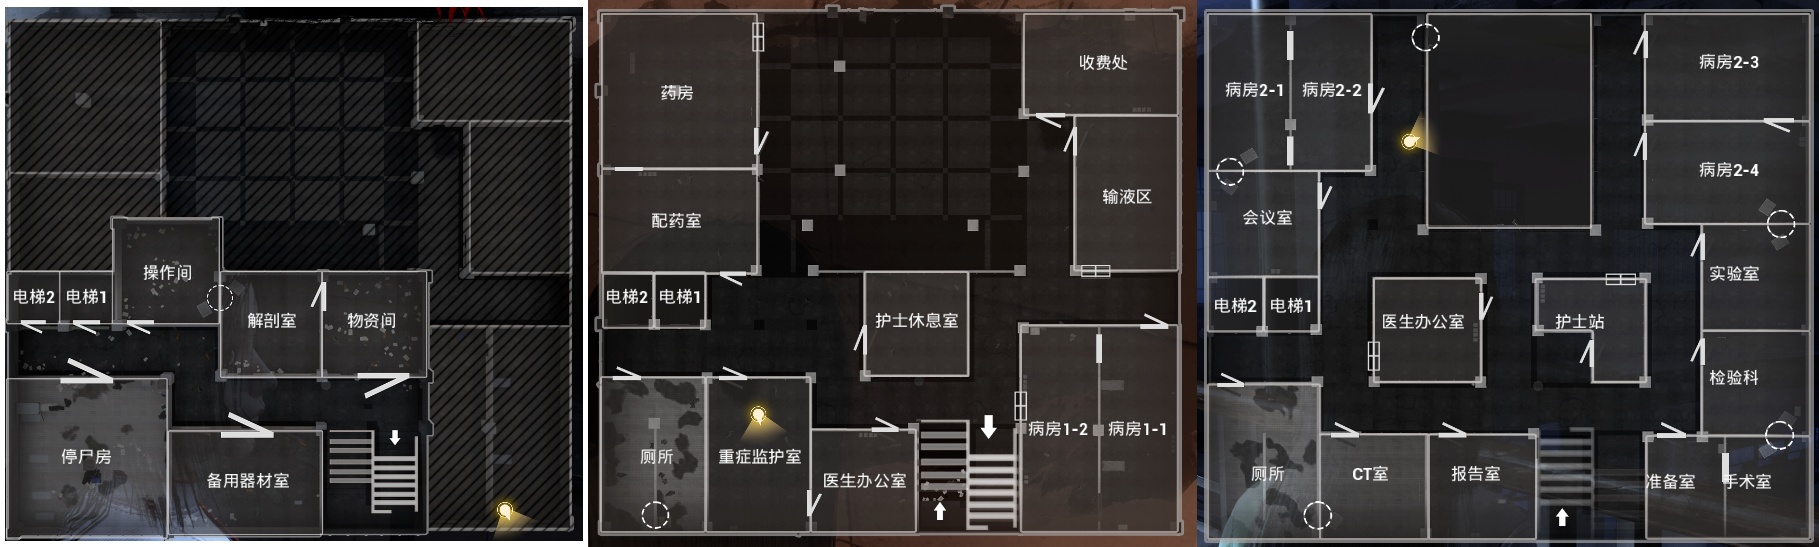 操作间
电梯2
电梯1
解剖室
物资间
停尸房
备用器材室
药房
收费处
配药室
输液区
电梯2
电梯1
护士休息室
病房1-2
病房1-1
厕所
重症监护室
医生办公室
病房2-1
病房2-2
病房2-3
病房2-4
会议室
实验室
电梯2
电梯1
医生办公室
护士站
检验科
厕所
CT室
报告室
准备室
手术室